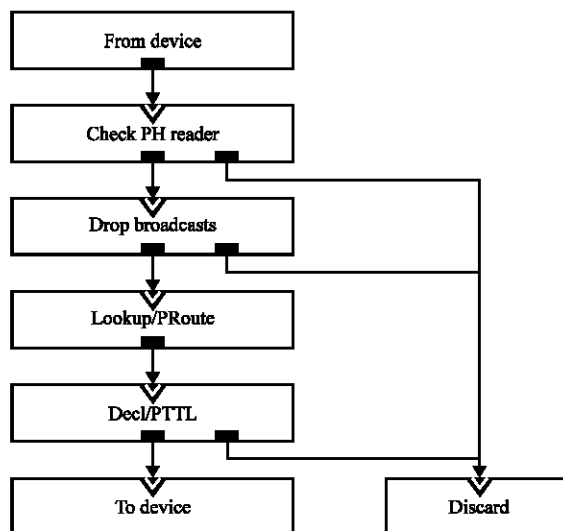 From device
Check PH reader
Drop broadcasts
Lookup/PRoute
Decl/PTTL
To device
Discard